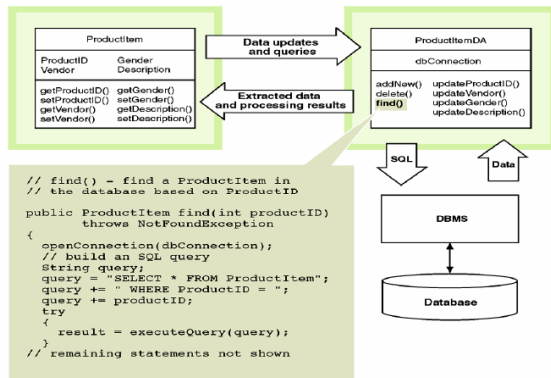 ProductItem
ProductID Gender
Vendor Description
getProductID() getGender()
setProductID() setGender()
getVendor() getDescription()
setVendor() setDescription()
Data updates
and queries
Extracted data
and processing results
ProductItemDA
dbConnection
addNew() updateProductID()
delete() updateVendor()
find() updateGender()
updateDescription()
SQL
Data
DBMS
Database
// find() – find a ProductItem in
// the database based on ProductID
public ProductItem find(int productID)
throws NotFoundException
{
openConnection(dbConnection);
// build an SQL query
String query;
query = "SELECT * FROM ProductItem";
query += " WHERE ProductID = ";
query += productID;
try
{
result = executeQuery(query);
}
// remaining statements not shown